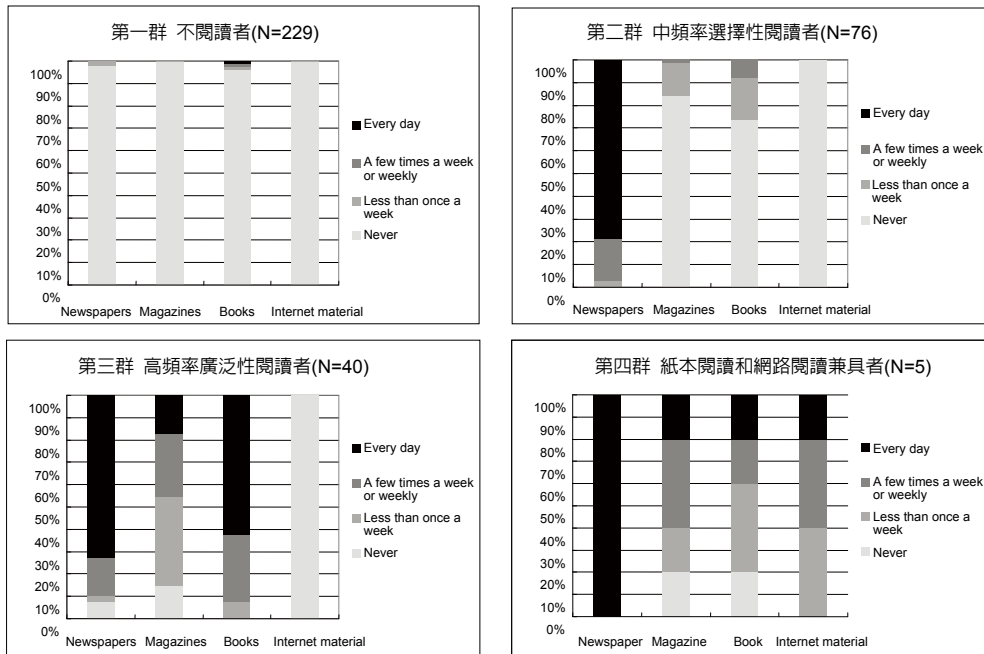 第一群 不閱讀者(N=229)
100%
90%
80%
70%
60%
50%
40%
30%
20%
10%
0%
Newspapers Magazines Books Internet material
Every day
A few times a week
or weekly
Less than once a
week
Never
第二群 中頻率選擇性閱讀者(N=76)
100%
90%
80%
70%
60%
50%
40%
30%
20%
10%
0%
Newspapers Magazines Book Internet material
Every day
A few times a week
or weekly
Less than once a
week
Never
第三群 高頻率廣泛性閱讀者(N=40)
100%
90%
80%
70%
60%
50%
40%
30%
20%
10%
0%
Newspapers Magazines Books Internet material
Every day
A few times a week
or weekly
Less than once a
week
Never
第四群 紙本閱讀和網路閱讀兼具者(N=5)
100%
90%
80%
70%
60%
50%
40%
30%
20%
10%
0%
Newspaper Magazine Book Internet material
Every day
A few times a week
or weekly
Less than once a
week
Never